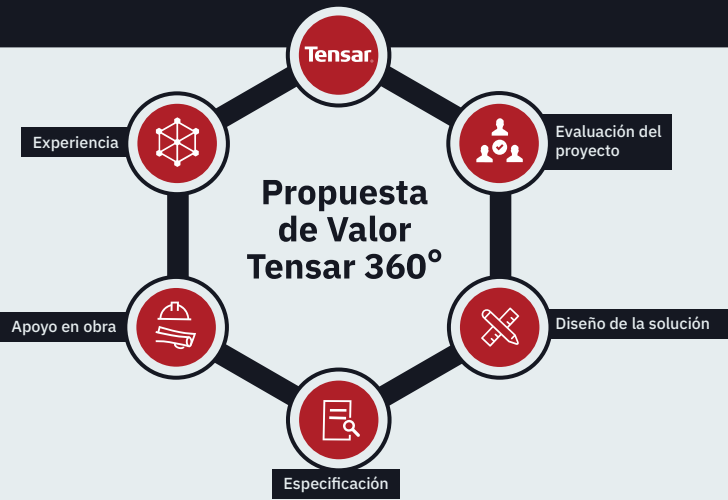 Tensar
Experiencia
Evaluación del
proyecto
Propuesta
de Valor
Tensar 360°
Apoyo en obra
Diseño de la solución
Especificación